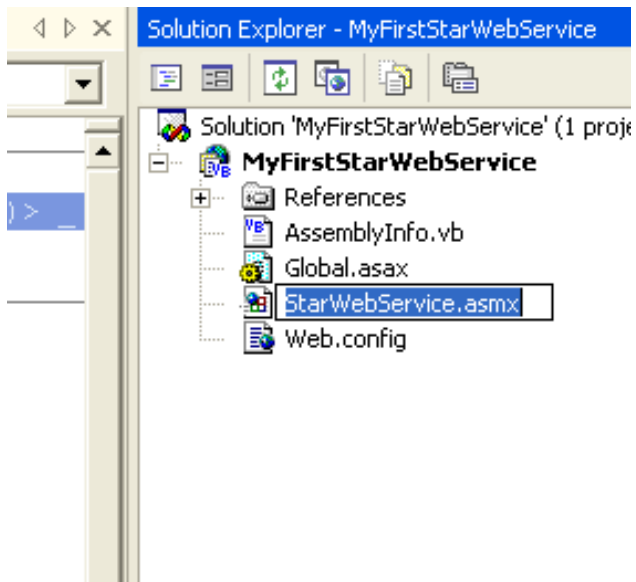 Solution Explorer - MyFirstStarWebService
Solution 'MyFirstStarWebService' (1 proje
MyFirstStarWebService
References
AssemblyInfo.vb
) > _
Global.asax
StarWebService.asmx
Web.config